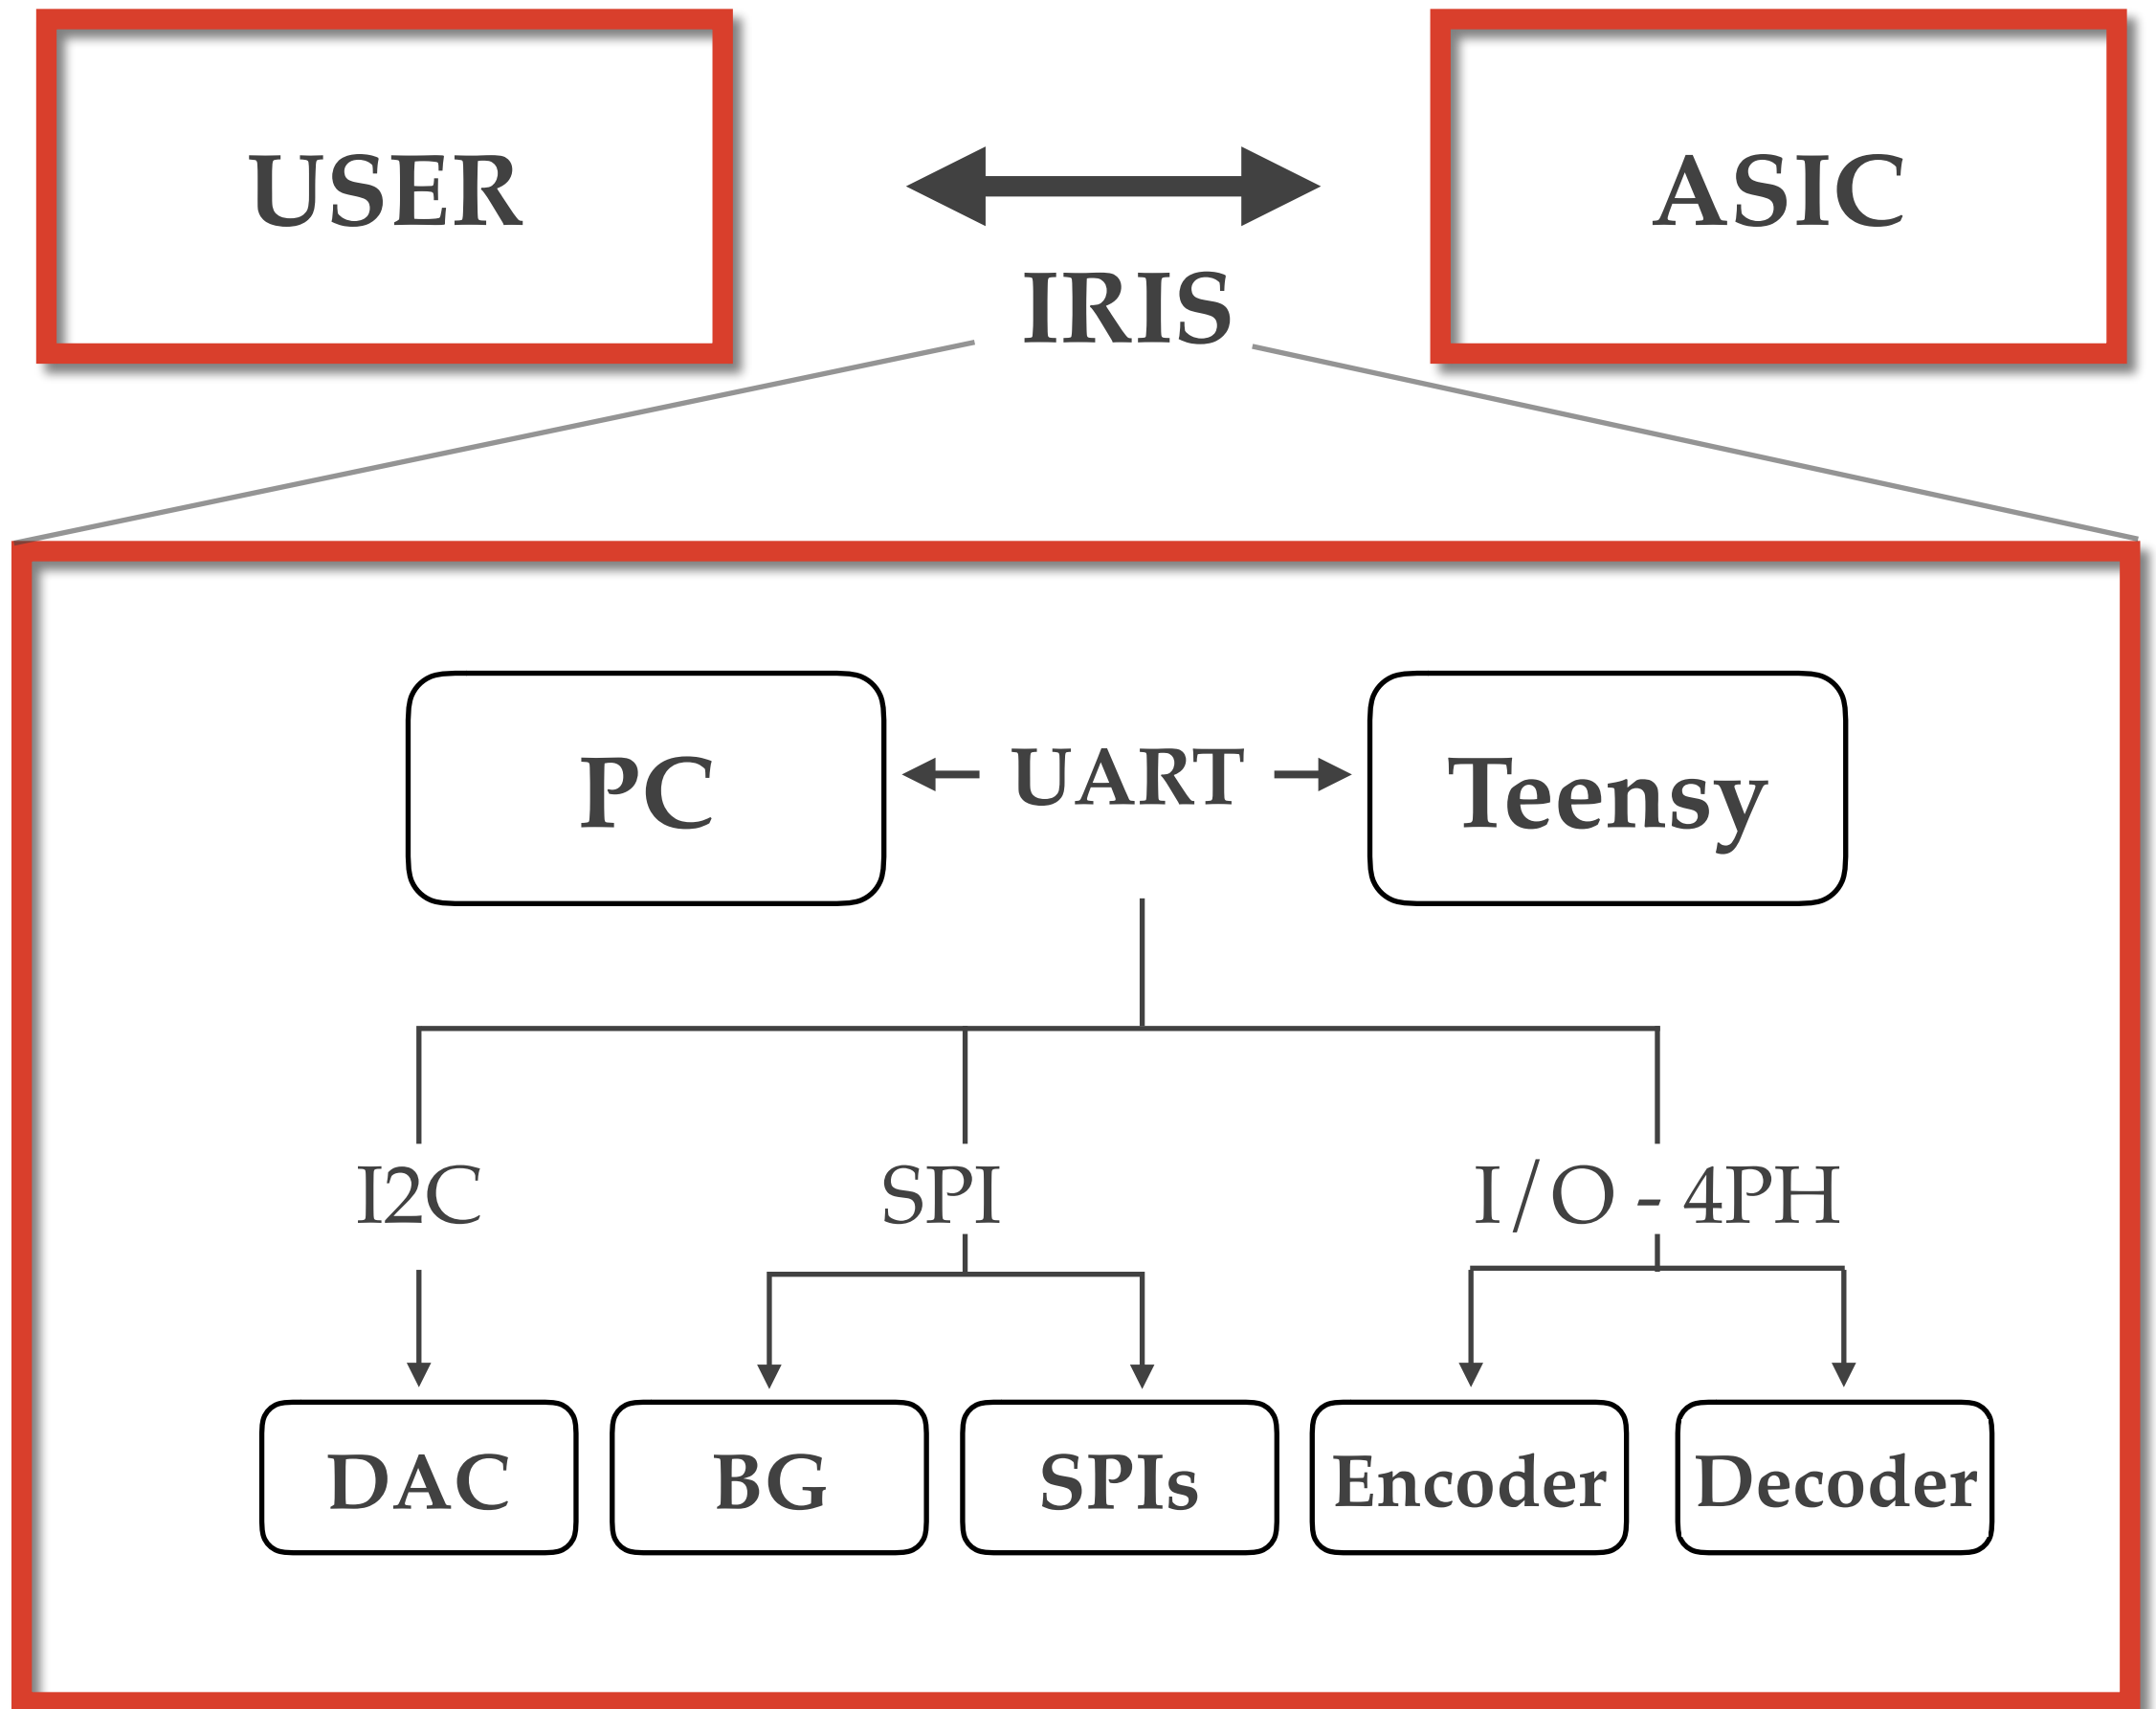 USER
ASIC
IRIS
PC
UART
Teensy
I2C
SPI
I/O - 4PH
DAC
BG
SPIs
Encoder
Decoder